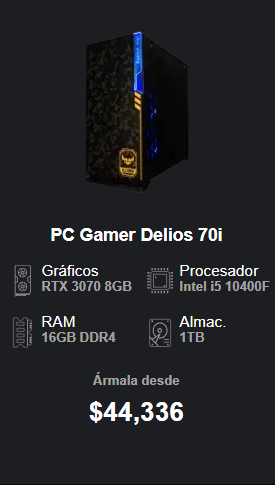 PC Gamer Delios 70i
Gráficos
RTX 3070 8GB
Procesador
Intel i5 10400F
RAM
16GB DDR4
Almac.
1TB
Ármala desde
$44,336